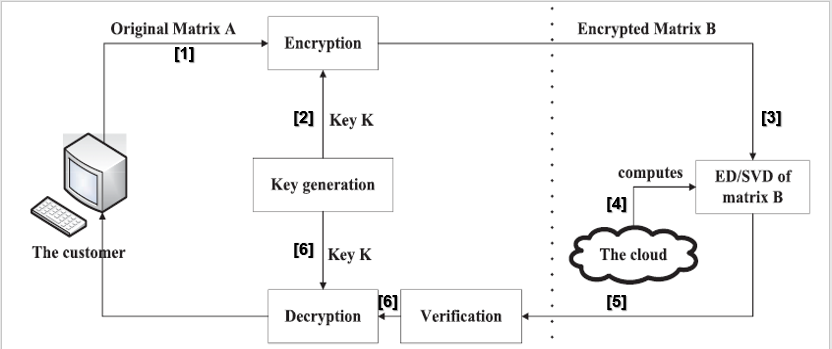 Original Matrix A
[1]
Encryption
Encrypted Matrix B
[2] Key K
[3]
Key generation
computes
[4]
ED/SVD of
matrix B
The customer
[6] Key K
The cloud
Decryption
[6]
Verification
[5]